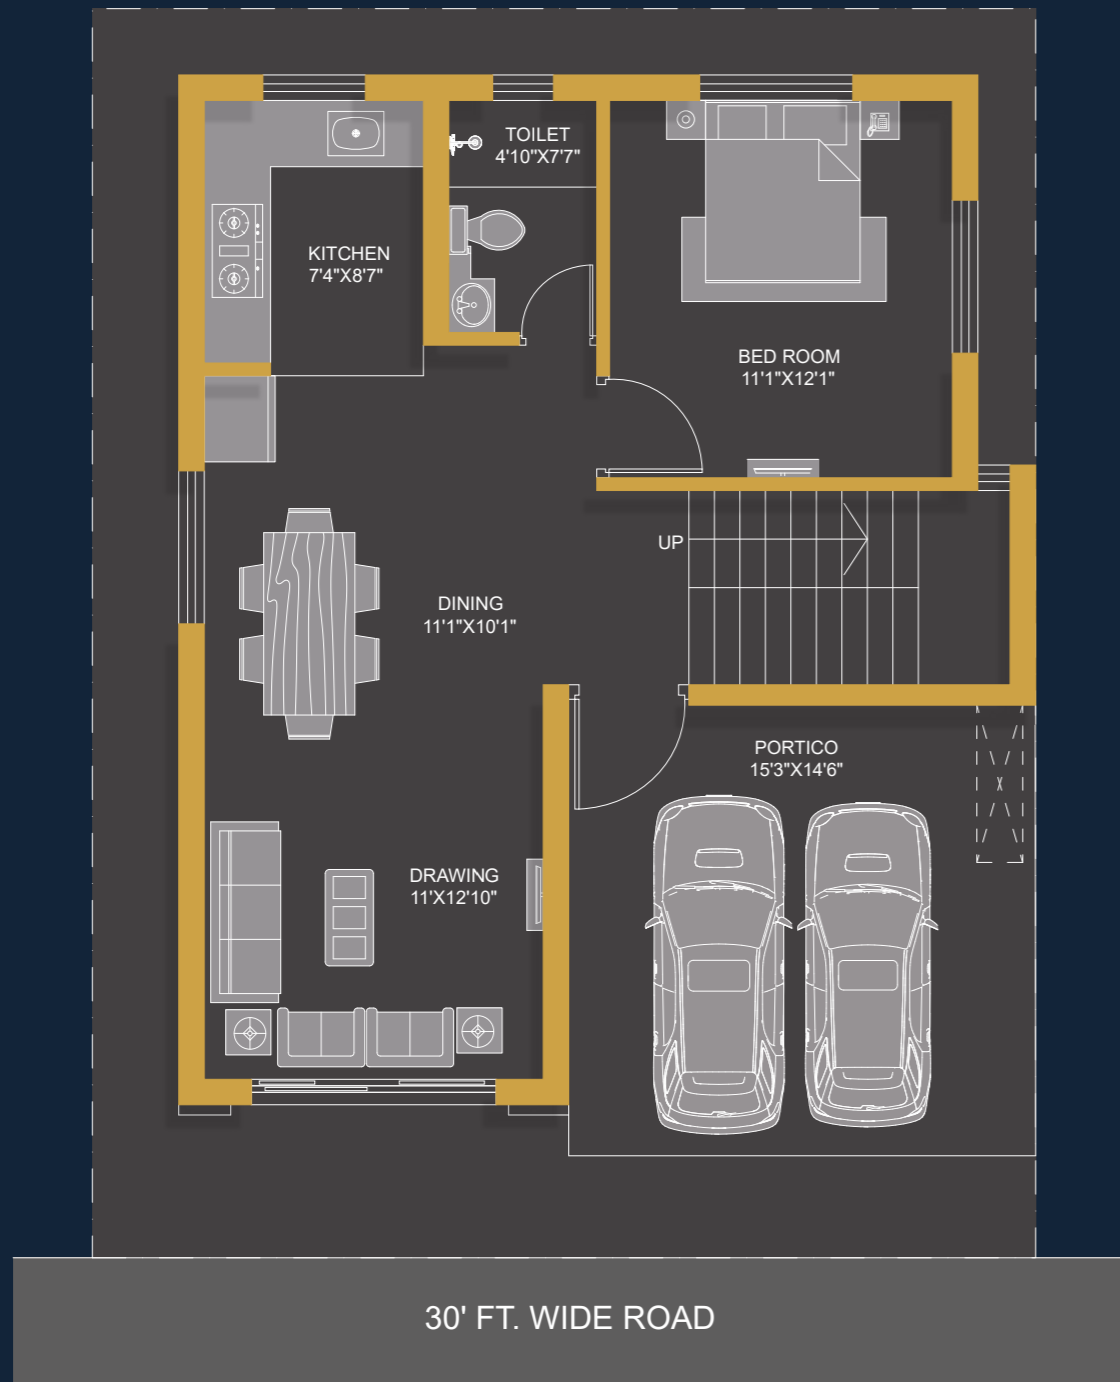 TOILET
4'10"X7'7"
KITCHEN
7'4"X8'7"
BED ROOM
11'1"X12'1"
UP
DINING
11'1"X10'1"
PORTICO
15'3"X14'6"
DRAWING
11'X12'10"
30' FT. WIDE ROAD